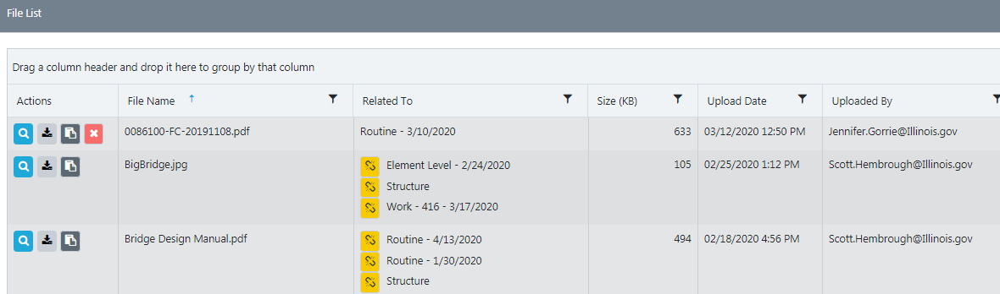 File List
Drag a column header and drop it here to group by that column
Actions File Name Related To Size (KB) Upload Date Uploaded By
0086100-FC-20191108.pdf Routine - 3/10/2020 633 03/12/2020 12:50 PM Jennifer.Gorrie@Illinois.gov
BigBridge.jpg Element Level - 2/24/2020 105 02/25/2020 1:12 PM Scott.Hembrough@Illinois.gov
Structure
Work - 416 - 3/17/2020
Bridge Design Manual.pdf Routine - 4/13/2020 494 02/18/2020 4:56 PM Scott.Hembrough@Illinois.gov
Routine - 1/30/2020
Structure